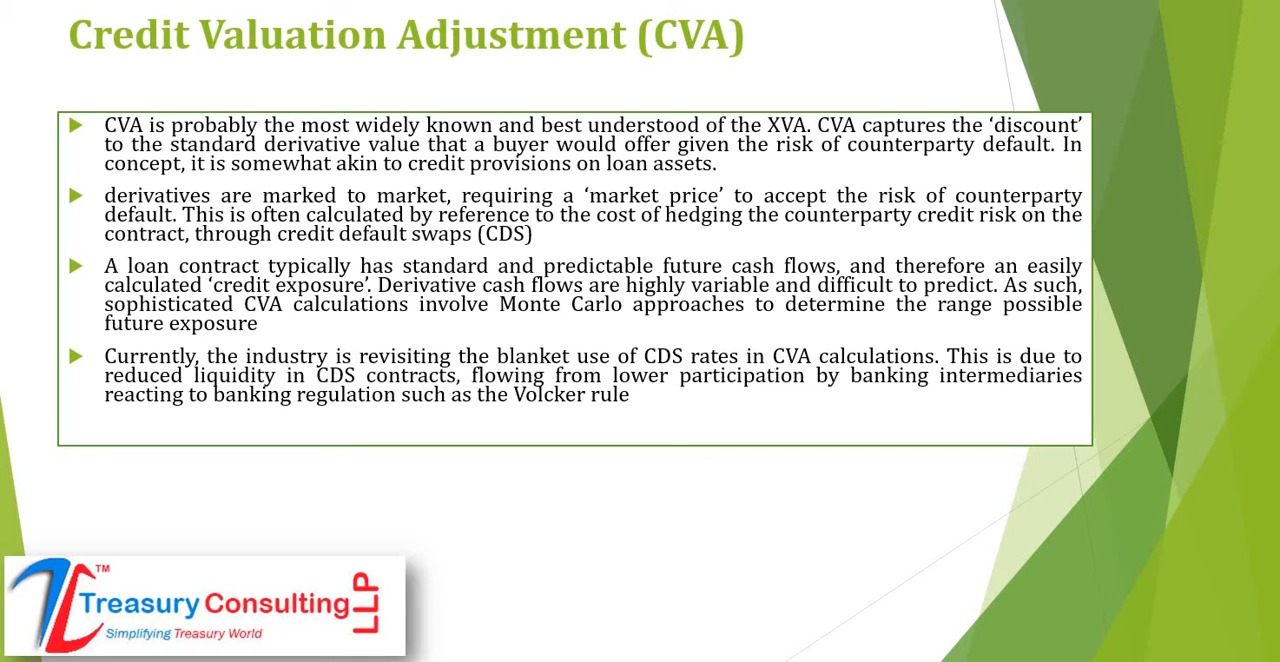 Credit Valuation Adjustment (CVA)
CVA is probably the most widely known and best understood of the XVA. CVA captures the ‘discount’
to the standard derivative value that a buyer would offer given the risk of counterparty default. In
concept, it is somewhat akin to credit provisions on loan assets.
derivatives are marked to market, requiring a ‘market price’ to accept the risk of counterparty
default. This is often calculated by reference to the cost of hedging the counterparty credit risk on the
contract, through credit default swaps (CDS)
A loan contract typically has standard and predictable future cash flows, and therefore an easily
calculated ‘credit exposure’. Derivative cash flows are highly variable and difficult to predict. As such,
sophisticated CVA calculations involve Monte Carlo approaches to determine the range possible
future exposure
Currently, the industry is revisiting the blanket use of CDS rates in CVA calculations. This is due to
reduced liquidity in CDS contracts, flowing from lower participation by banking intermediaries
reacting to banking regulation such as the Volcker rule
TM
Treasury Consulting LLP
Simplifying Treasury World